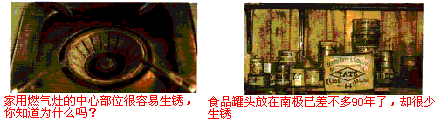 家用燃气灶的中心部位很容易生锈，
你知道为什么吗？
食品罐头放在南极已差不多90年了，却很少
生锈